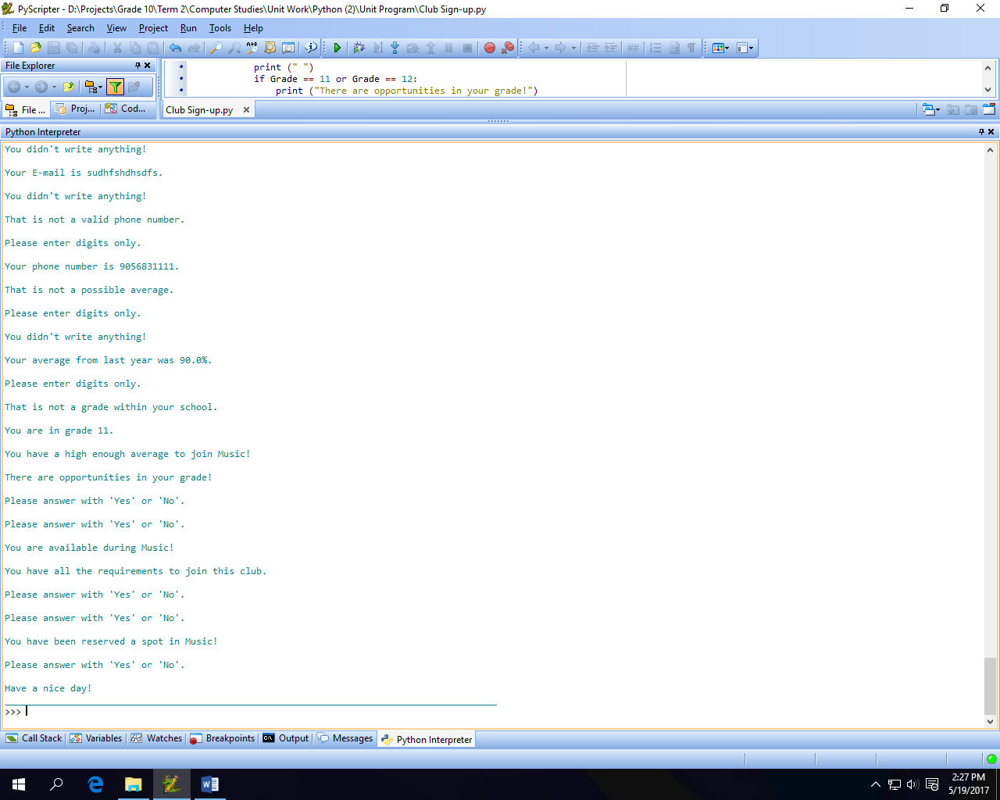 PyScripter - D:\Projects\Grade 10\Term 2\Computer Studies\Unit Work\Python (2)\Unit Program\Club Sign-up.py
File Edit Search View Project Run Tools Help
File Explorer
print (" ")
if Grade == 11 or Grade == 12:
print ("There are opportunities in your grade!")
File ... Proj... Cod...
Club Sign-up.py
Python Interpreter
You didn't write anything!
Your E-mail is sudhfshdhsdfs.
You didn't write anything!
That is not a valid phone number.
Please enter digits only.
Your phone number is 9056831111.
That is not a possible average.
Please enter digits only.
You didn't write anything!
Your average from last year was 90.0%.
Please enter digits only.
That is not a grade within your school.
You are in grade 11.
You have a high enough average to join Music!
There are opportunities in your grade!
Please answer with 'Yes' or 'No'.
Please answer with 'Yes' or 'No'.
You are available during Music!
You have all the requirements to join this club.
Please answer with 'Yes' or 'No'.
Please answer with 'Yes' or 'No'.
You have been reserved a spot in Music!
Please answer with 'Yes' or 'No'.
Have a nice day!
>>>
Call Stack Variables Watches Breakpoints Output Messages Python Interpreter
2:27 PM
5/19/2017